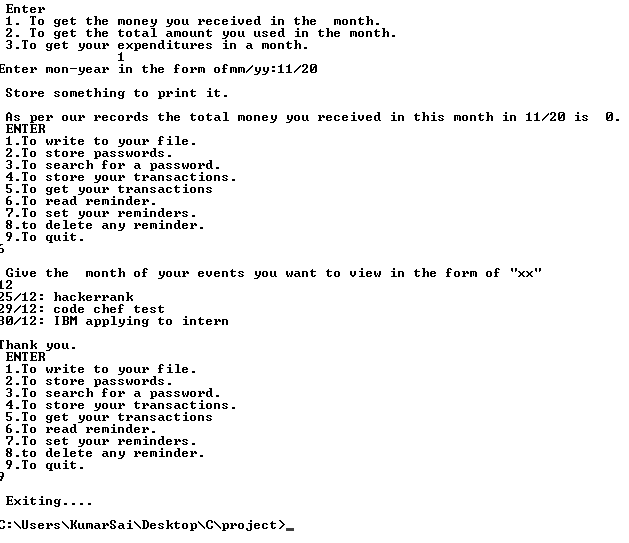 Enter
1. To get the money you received in the  month.
2. To get the total amount you used in the month.
3.To get your expenditures in a month.
1
Enter mon-year in the form ofmm/yy:11/20
Store something to print it.
As per our records the total money you received in this month in 11/20 is  0.
ENTER
1.To write to your file.
2.To store passwords.
3.To search for a password.
4.To store your transactions.
5.To get your transactions
6.To read reminder.
7.To set your reminders.
8.to delete any reminder.
9.To quit.
6
Give the  month of your events you want to view in the form of "xx"
12
25/12: hackerrank
29/12: code chef test
30/12: IBM applying to intern
Thank you.
ENTER
1.To write to your file.
2.To store passwords.
3.To search for a password.
4.To store your transactions.
5.To get your transactions
6.To read reminder.
7.To set your reminders.
8.to delete any reminder.
9.To quit.
9
Exiting....
C:\Users\KumarSai\Desktop\C\project>_